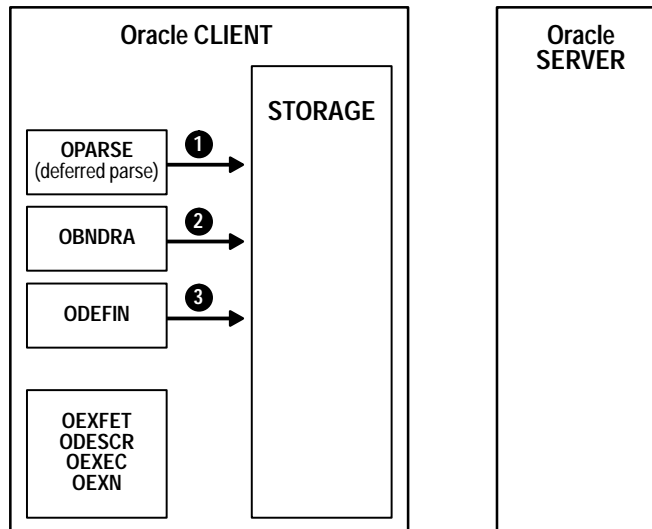 Oracle CLIENT
STORAGE
OPARSE
(deferred parse)
1
OBNDRA
2
ODEFIN
3
OEXFET
ODESCR
OEXEC
OEXN
Oracle
SERVER